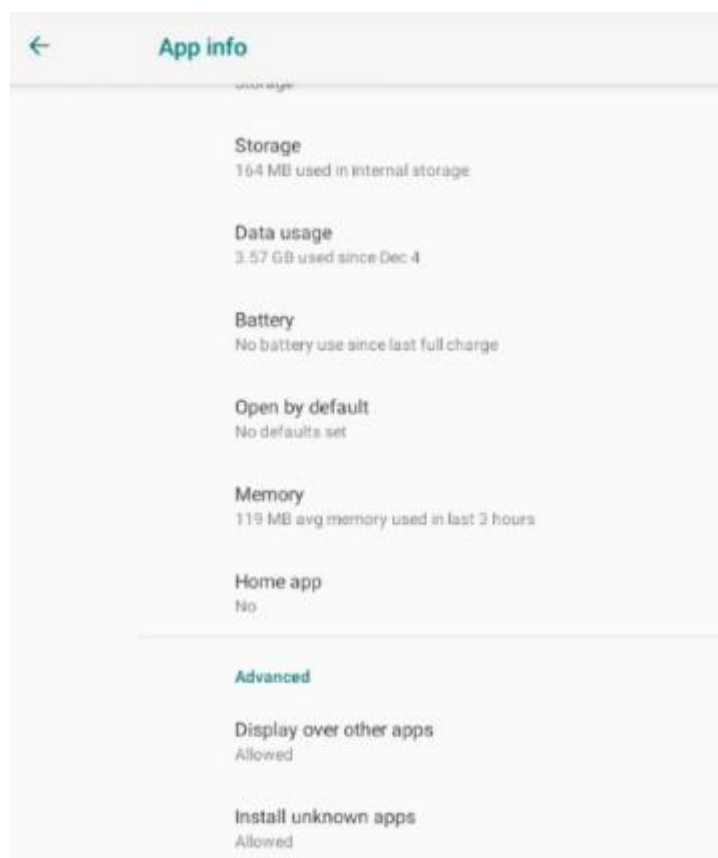 App info
Storage
Storage
164 MB used in internal storage
Data usage
3.57 GB used since Dec 4
Battery
No battery use since last full charge
Open by default
No defaults set
Memory
119 MB avg memory used in last 3 hours
Home app
No
Advanced
Display over other apps
Allowed
Install unknown apps
Allowed